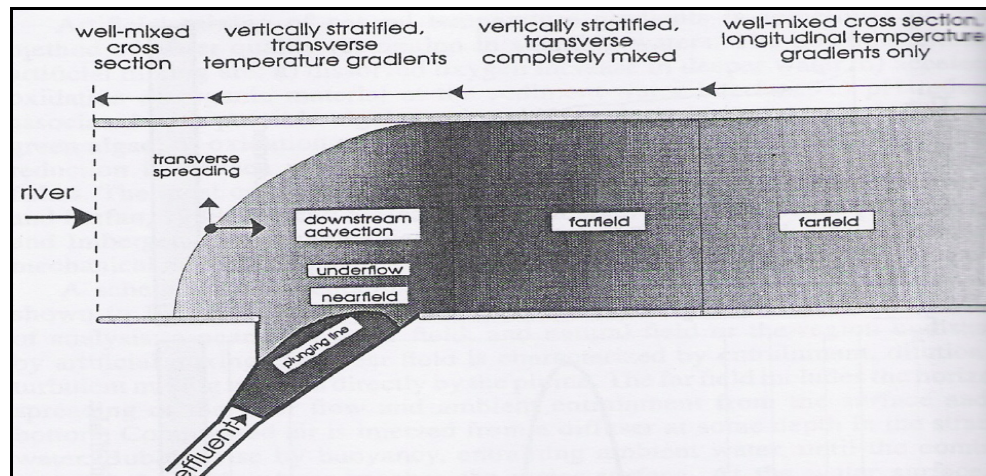 well-mixed
cross
section
vertically stratified,
transverse
temperature gradients
vertically stratified,
transverse
completely mixed
well-mixed cross section,
longitudinal temperature
gradients only
transverse
spreading
river
downstream
advection
farfield
farfield
underflow
nearfield
plunging line
effluent